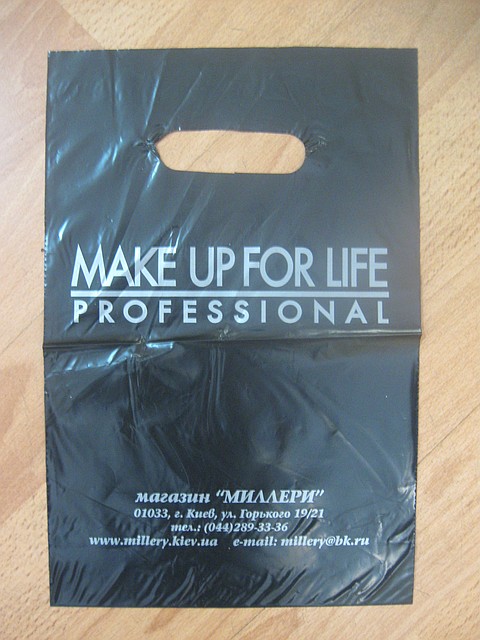 MAKE UP FOR LIFE
PROFESSIONAL
магазин "МИЛЛЕРИ"
01033, г. Киев, ул. Горького 19/21
тел.: (044)289-33-36
www.millery.kiev.ua e-mail: millery@bk.ru